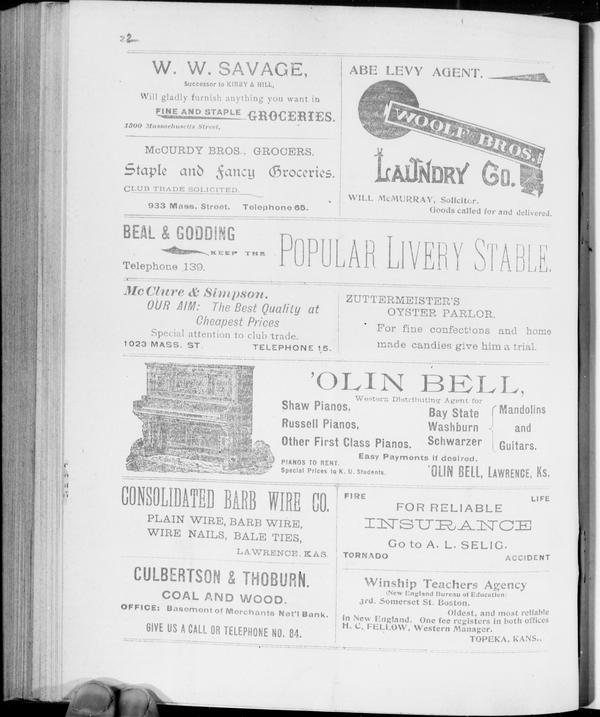 22
W. W. SAVAGE,
Successor to KIRBY & HILL,
Will gladly furnish anything you want in
FINE AND STAPLE GROCERIES.
1300 Massachusetts Street,
MCCURDY BROS., GROCERS.
Staple and Fancy Groceries.
CLUB TRADE SOLICITED.
933 Mass. Street. Telephone 65.
ABE LEVY AGENT.
WOOLF BROS.
LAUNDRY CO.
WILL MCMURRAY, Solicitor.
Goods called for and delivered.
BEAL & GODDING
KEEP THE
Telephone 139.
POPULAR LIVERY STABLE.
McClure & Simpson.
OUR AIM: The Best Quality at
Cheapest Prices
Special attention to club trade.
1023 MASS. ST TELEPHONE 15.
ZUTTERMEISTER'S
OYSTER PARLOR.
For fine confections and home
made candies give him a trial.
'OLIN BELL,
Western Distributing Agent for
Shaw Pianos,
Russell Pianos,
Other First Class Pianos.
Bay State
Washburn
Schwarzer
Mandolins
and
Guitars.
Easy Payments if desired.
PIANOS TO RENT.
Special Prices to K. U. Students.
'OLIN BELL, LAWRENCE, KS.
CONSOLIDATED BARB WIRE CO.
PLAIN WIRE, BARB WIRE,
WIRE NAILS, BALE TIES,
LAWRENCE, KAS.
FIRE LIFE
FOR RELIABLE
INSURANCE
Go to A. L. SELIG.
TORNADO ACCIDENT
CULBERTSON & THOBURN.
COAL AND WOOD.
OFFICE: Basement of Merchants Nat'l Bank.
GIVE US A CALL OR TELEPHONE NO. 84.
Winship Teachers Agency
(New England Bureau of Education)
3rd. Somerset St. Boston.
Oldest, and most reliable
in New England. One fee registers in both offices
H. C. FELLOW, Western Manager.
TOPEKA, KANS..